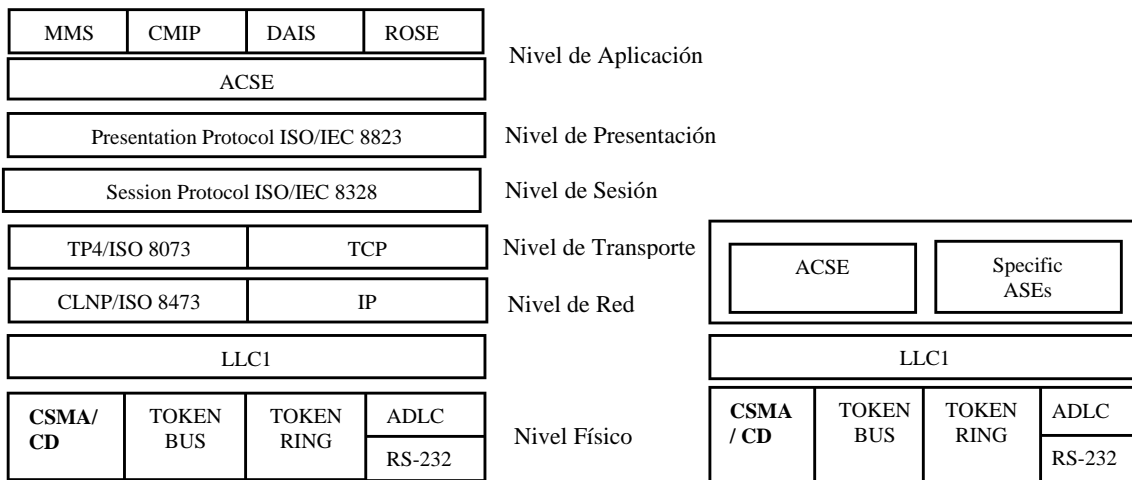 MMS CMIP DAIS ROSE
Nivel de Aplicación
ACSE
Presentation Protocol ISO/IEC 8823
Nivel de Presentación
Session Protocol ISO/IEC 8328
Nivel de Sesión
TP4/ISO 8073 TCP
Nivel de Transporte
CLNP/ISO 8473 IP
Nivel de Red
LLC1
CSMA/
CD
TOKEN
BUS
TOKEN
RING
ADLC
RS-232
Nivel Físico
ACSE
Specific
ASEs
LLC1
CSMA
/ CD
TOKEN
BUS
TOKEN
RING
ADLC
RS-232